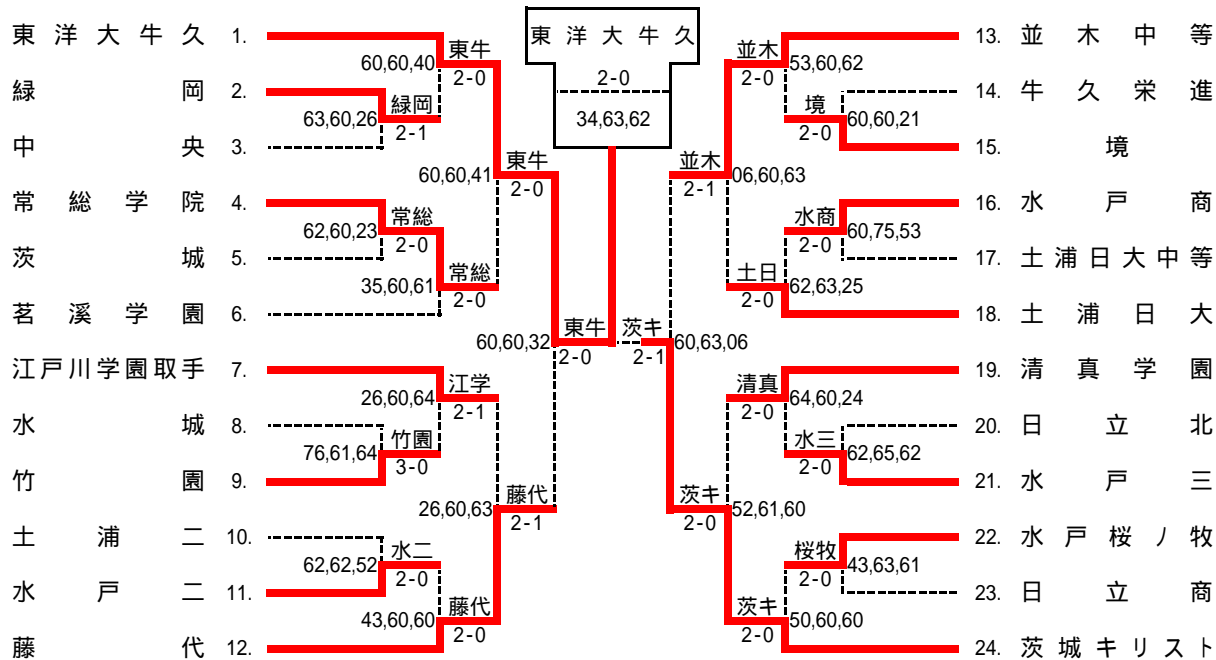 東洋大牛久 1.
緑岡 2.
中央 3.
常総学院 4.
茨城 5.
茗溪学園 6.
江戸川学園取手 7.
水城 8.
竹園 9.
土浦二 10.
水戸二 11.
藤代 12.
東牛
60,60,40
2-0
緑岡
63,60,26
2-1
常総
62,60,23
2-0
常総
35,60,61
2-0
東牛
60,60,41
2-0
江学
26,60,64
2-1
竹園
76,61,64
3-0
水二
62,62,52
2-0
藤代
43,60,60
2-0
藤代
26,60,63
2-1
東牛
60,60,32
2-0
東洋大牛久
2-0
34,63,62
茨キ
60,63,06
2-1
並木
53,60,62
2-0
境
60,60,21
2-0
並木
06,60,63
2-1
水商
60,75,53
2-0
土日
62,63,25
2-0
清真
64,60,24
2-0
水三
62,65,62
2-0
茨キ
52,61,60
2-0
桜牧
43,63,61
2-0
茨キ
50,60,60
2-0
13. 並木中等
14. 牛久栄進
15. 境
16. 水戸商
17. 土浦日大中等
18. 土浦日大
19. 清真学園
20. 日立北
21. 水戸三
22. 水戸桜ノ牧
23. 日立商
24. 茨城キリスト